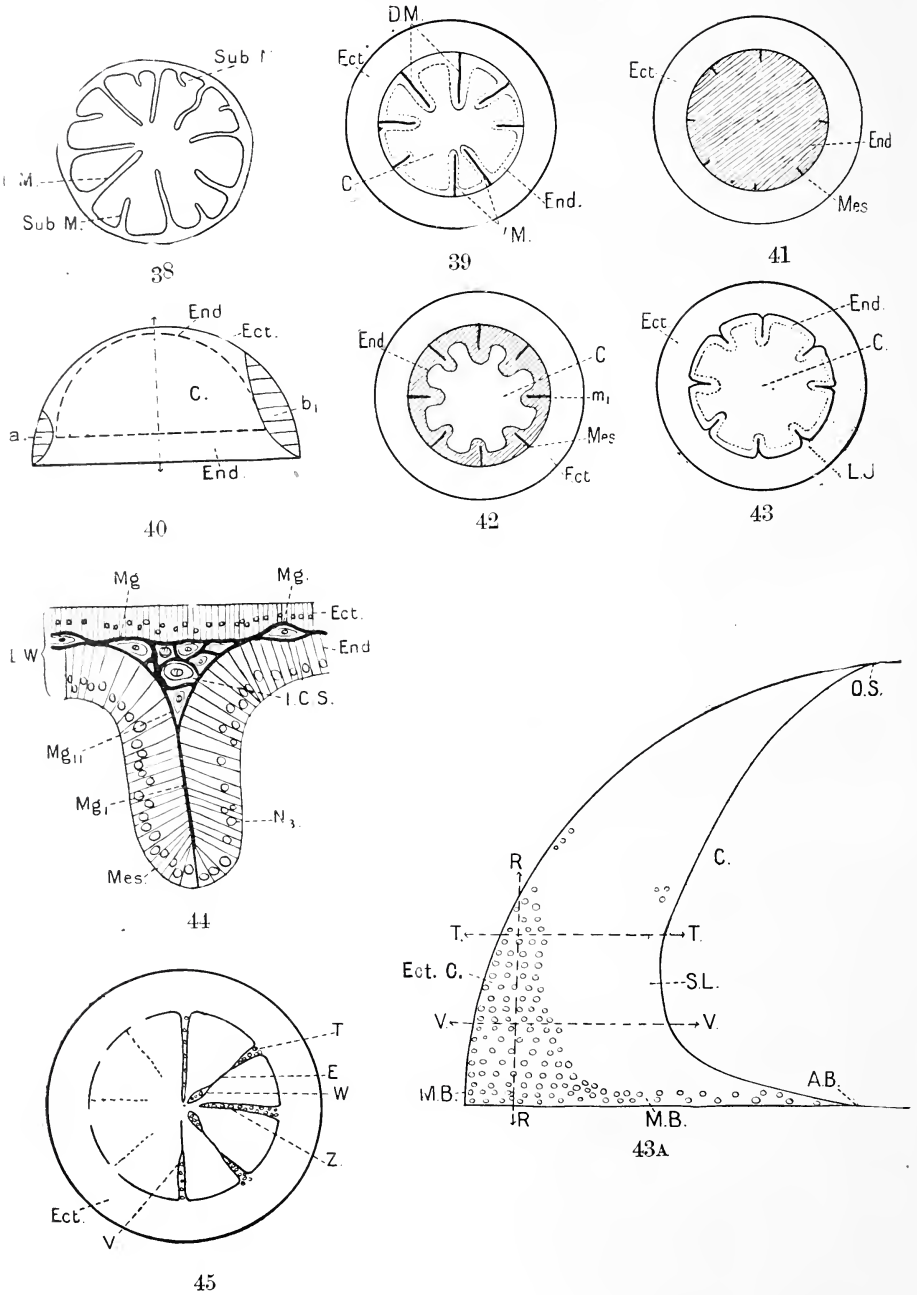 Sub
M.
Sub M.
38
DM.
Ect.
C
End.
M.
39
Ect
End
Mes
41
End
Ect.
C.
a
b1
End.
40
End
C
m1
Mes
Ect
42
Ect
End.
C.
L.J
43
Mg
Mg.
Ect.
End
W
I.C.S.
Mg11
Mg1
N3
Mes.
44
O.S.
C.
R
T.
T.
Ect. C.
S.L.
V.
V.
M.B.
A.B.
R
M.B.
43A
T
E
W
Z.
Ect.
V
45